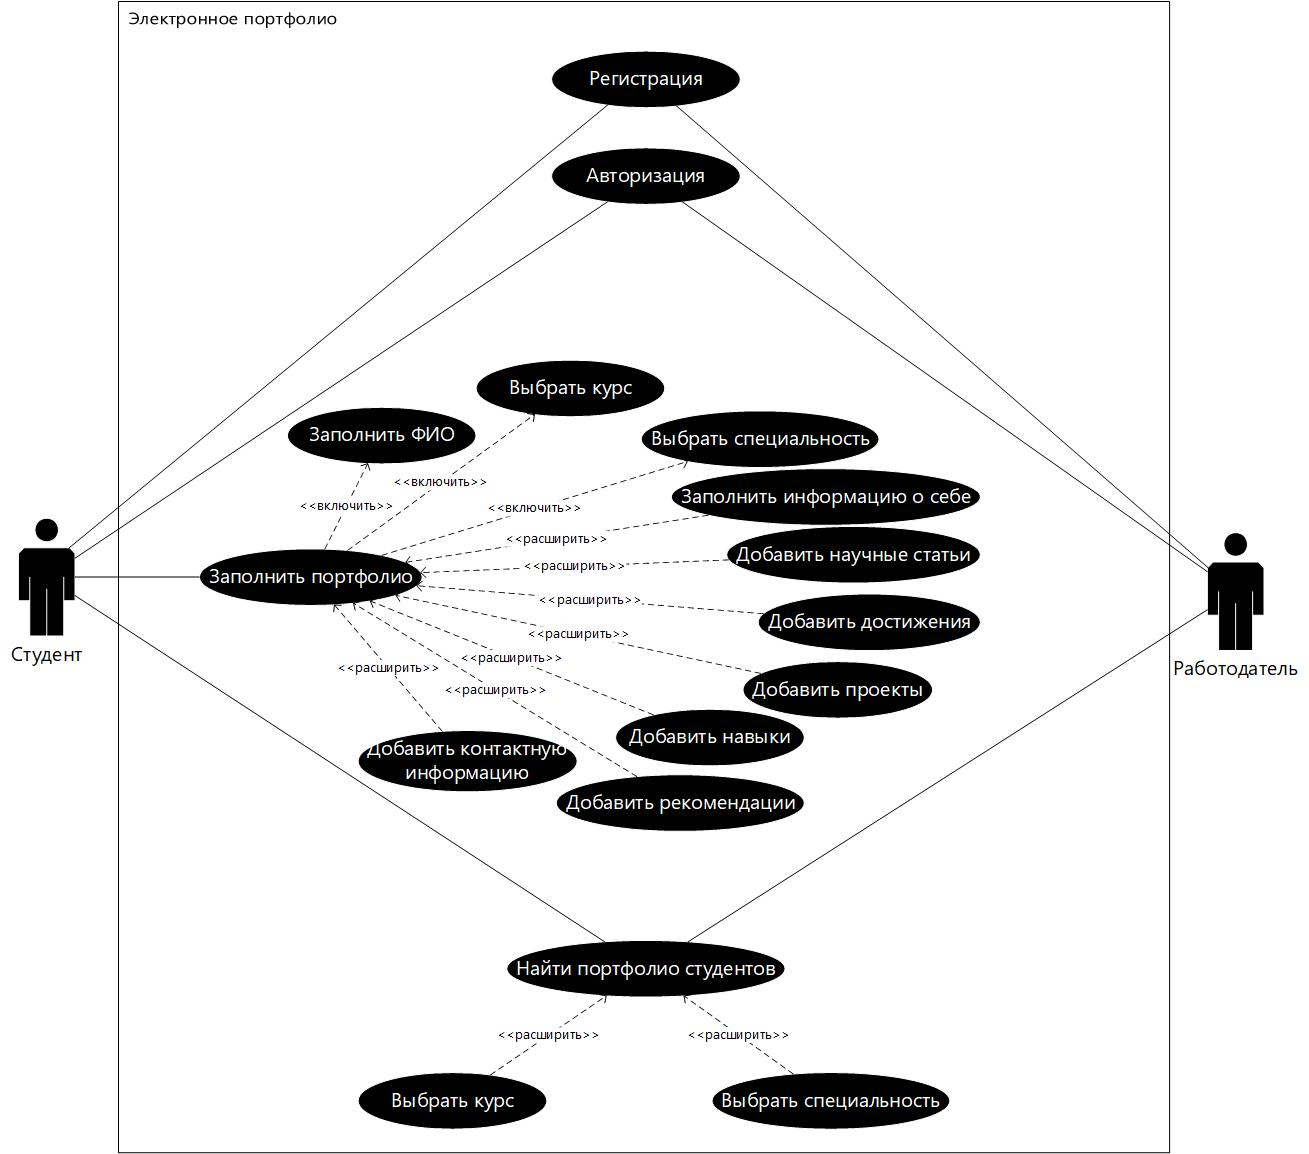 Электронное портфолио
Регистрация
Авторизация
Выбрать курс
Заполнить ФИО
Выбрать специальность
<<включить>>
<<включить>>
<<включить>>
Заполнить информацию о себе
<<расширить>>
Добавить научные статьи
<<расширить>>
Заполнить портфолио
<<расширить>>
Добавить достижения
<<расширить>>
Студент
<<расширить>>
<<расширить>>
Работодатель
<<расширить>>
Добавить проекты
Добавить навыки
Добавить контактную
информацию
Добавить рекомендации
Найти портфолио студентов
<<расширить>>
<<расширить>>
Выбрать курс
Выбрать специальность